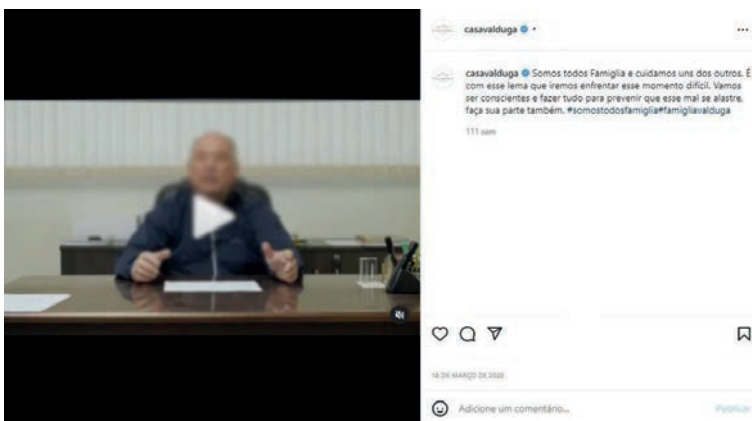 casavalduga •
casavalduga Somos todos Famiglia e cuidamos uns dos outros. É
com esse lema que iremos enfrentar esse momento difícil. Vamos
ser conscientes e fazer tudo para prevenir que esse mal se alastre,
faça sua parte também. #somostodosfamiglia#famigliavalduga
111 sem
DE MARÇO DE 2020
Adicione um comentário...
Publicar